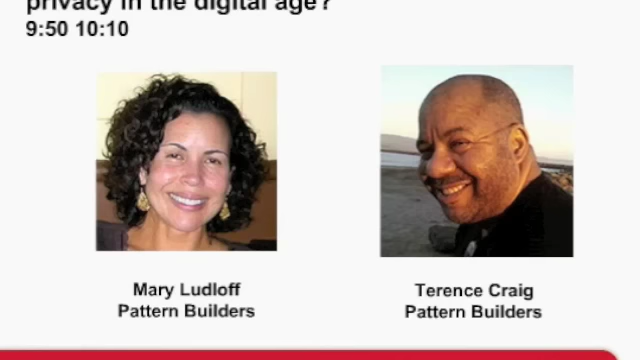 privacy in the digital age?
9:50 10:10
Mary Ludloff
Pattern Builders
Terence Craig
Pattern Builders